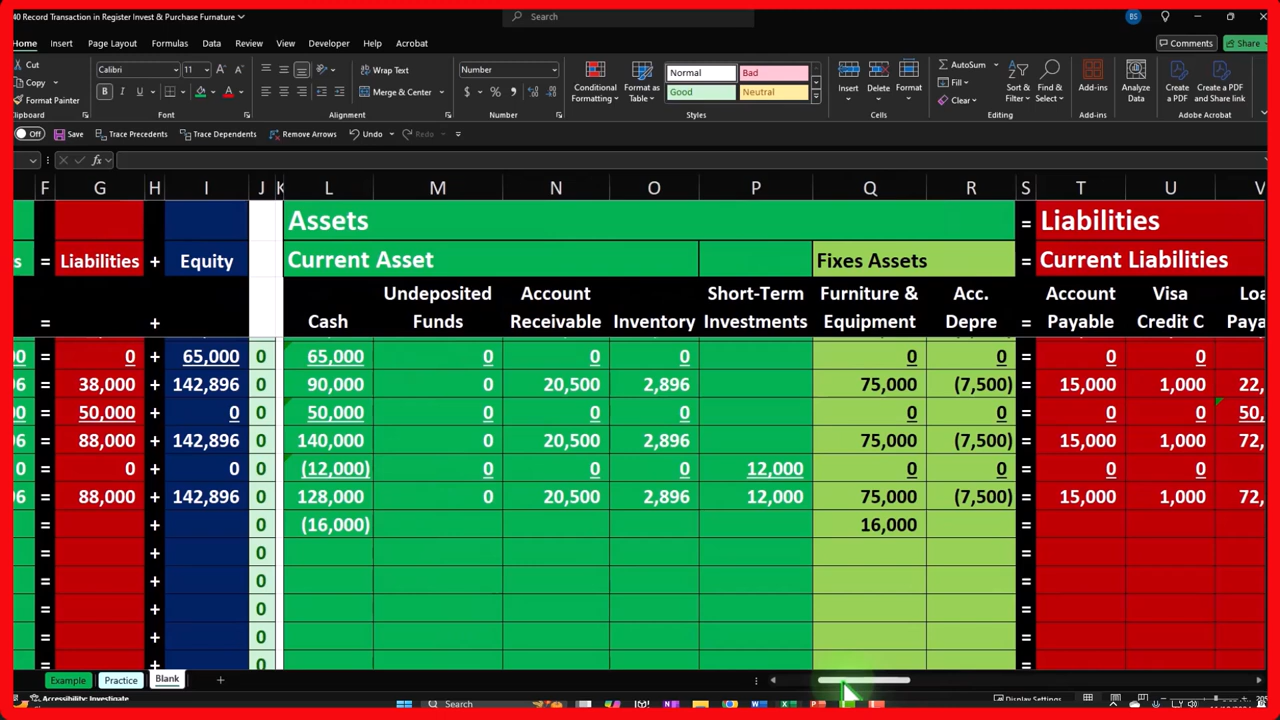 40 Record Transaction in Register Invest & Purchase Furnature
Search
BS
Home Insert Page Layout Formulas Data Review View Developer Help Acrobat
Comments Share
Cut
Copy
Format Painter
Clipboard
Calibri 11
B I U
Font
Wrap Text
Merge & Center
Alignment
Number
$ % ,
Number
Conditional Formatting
Format as Table
Normal Bad
Good Neutral
Styles
Insert Delete Format
Cells
AutoSum
Fill
Clear
Sort & Filter
Find & Select
Editing
Add-ins
Add-ins
Analyze Data
Create a PDF
Create a PDF and Share link
Adobe Acrobat
Off Save Trace Precedents Trace Dependents Remove Arrows Undo Redo
fx
F G H I J K L M N O P Q R S T U V
Assets = Liabilities
s = Liabilities + Equity Current Asset Fixes Assets = Current Liabilities
= + Cash Undeposited Funds Account Receivable Inventory Short-Term Investments Furniture & Equipment Acc. Depre = Account Payable Visa Credit C Loa Paya
0 = 0 + 65,000 0 65,000 0 0 0 0 0 = 0 0
96 = 38,000 + 142,896 0 90,000 0 20,500 2,896 75,000 (7,500) = 15,000 1,000 22,
0 = 50,000 + 0 0 50,000 0 0 0 0 0 = 0 0 50,
96 = 88,000 + 142,896 0 140,000 0 20,500 2,896 75,000 (7,500) = 15,000 1,000 72,
0 = 0 + 0 0 (12,000) 0 0 0 12,000 0 0 = 0 0
96 = 88,000 + 142,896 0 128,000 0 20,500 2,896 12,000 75,000 (7,500) = 15,000 1,000 72,
= + 0 (16,000) 16,000 =
= + 0 =
= + 0 =
= + 0 =
= + 0 =
= + 0 =
Example Practice Blank +
Accessibility: Investigate
Display Settings
Search